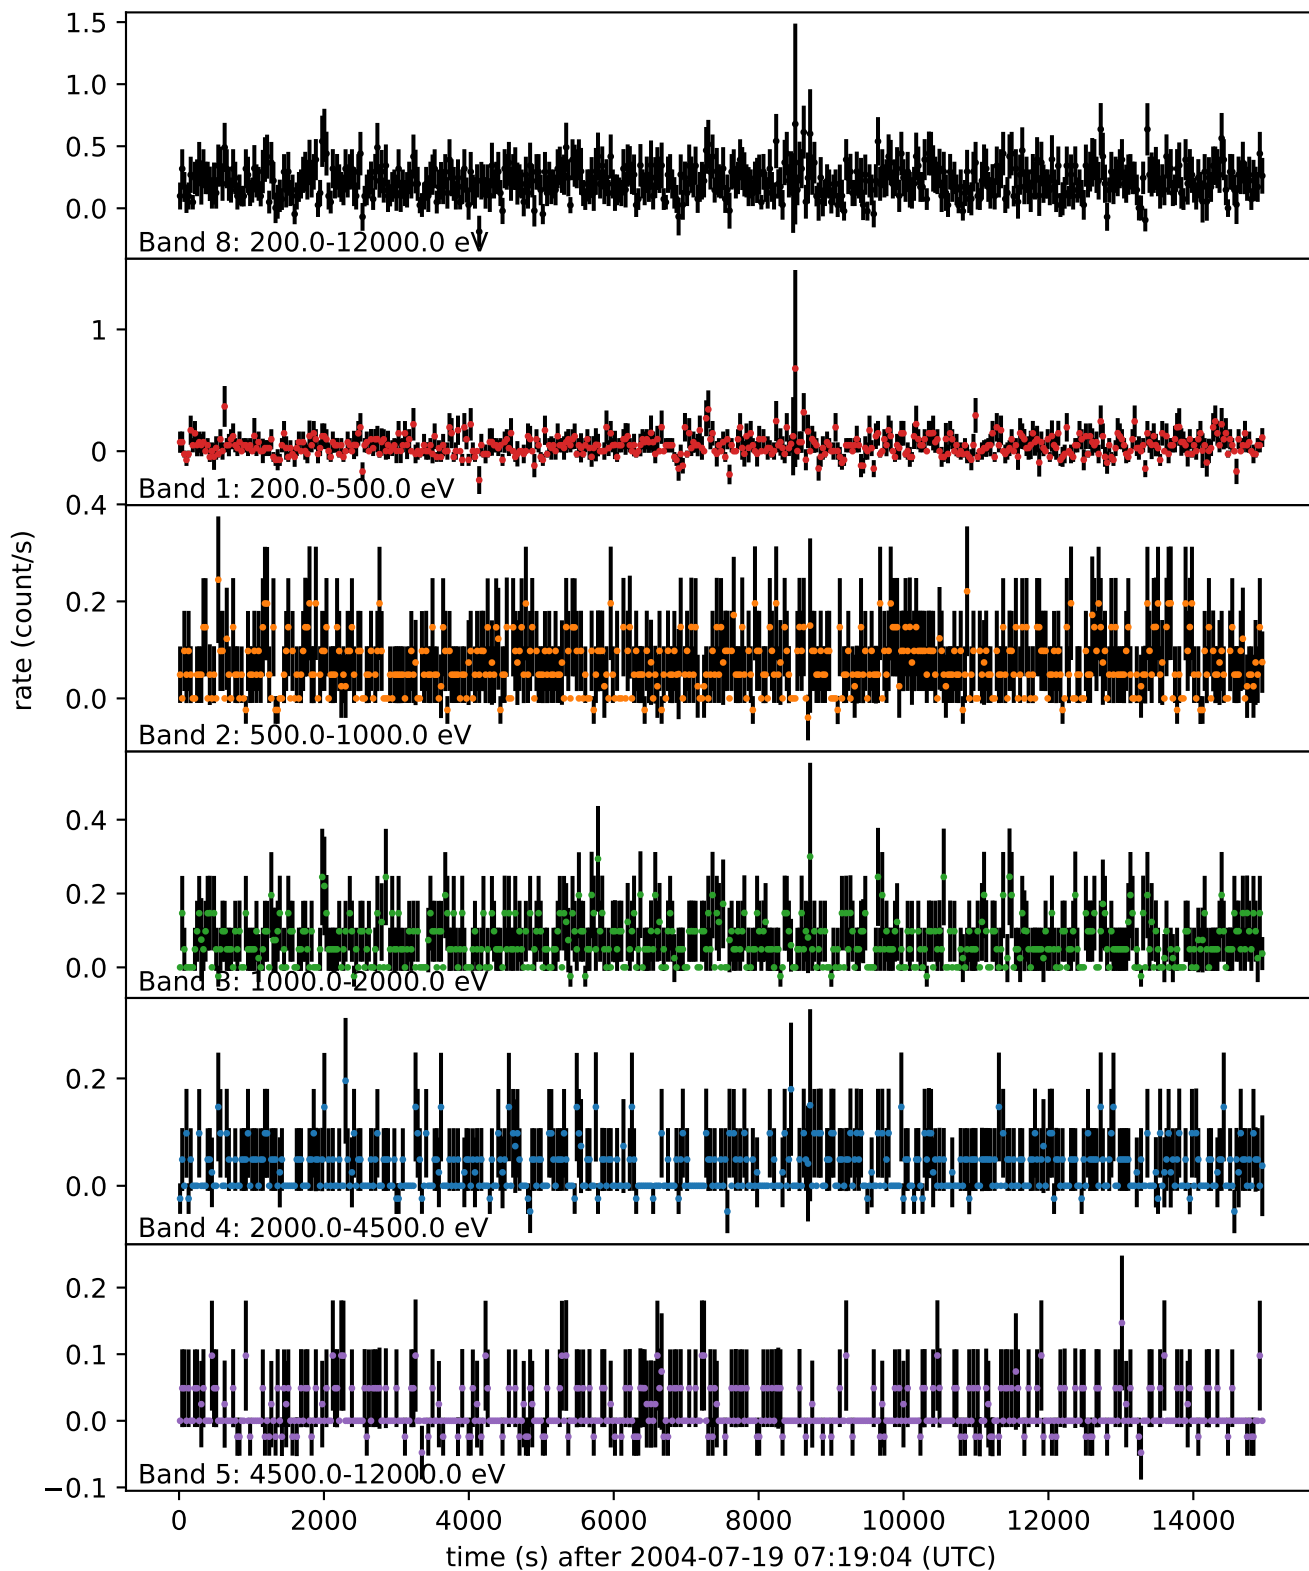 1.5
1.0
0.5
0.0
Band 8: 200.0-12000.0 eV
1
0
Band 1: 200.0-500.0 eV
0.4
0.2
0.0
Band 2: 500.0-1000.0 eV
0.4
0.2
0.0
Band 3: 1000.0-2000.0 eV
0.2
0.0
Band 4: 2000.0-4500.0 eV
0.2
0.1
0.0
−0.1
Band 5: 4500.0-12000.0 eV
rate (count/s)
0 2000 4000 6000 8000 10000 12000 14000
time (s) after 2004-07-19 07:19:04 (UTC)